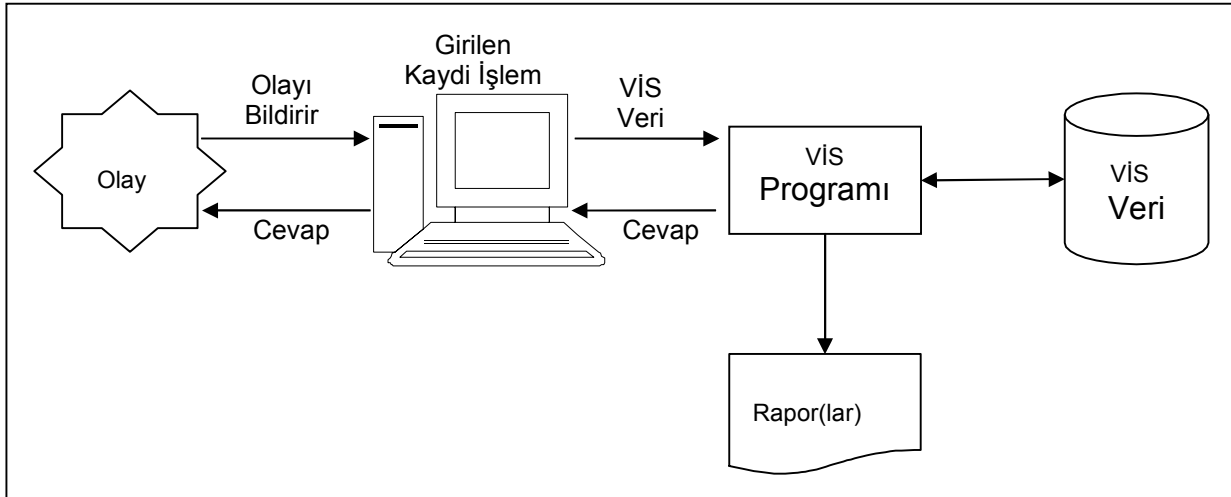 Girilen
Kaydi İşlem
Olayı
Bildirir
VİS
Veri
Olay
VİS
Programı
VİS
Veri
Cevap
Cevap
Rapor(lar)